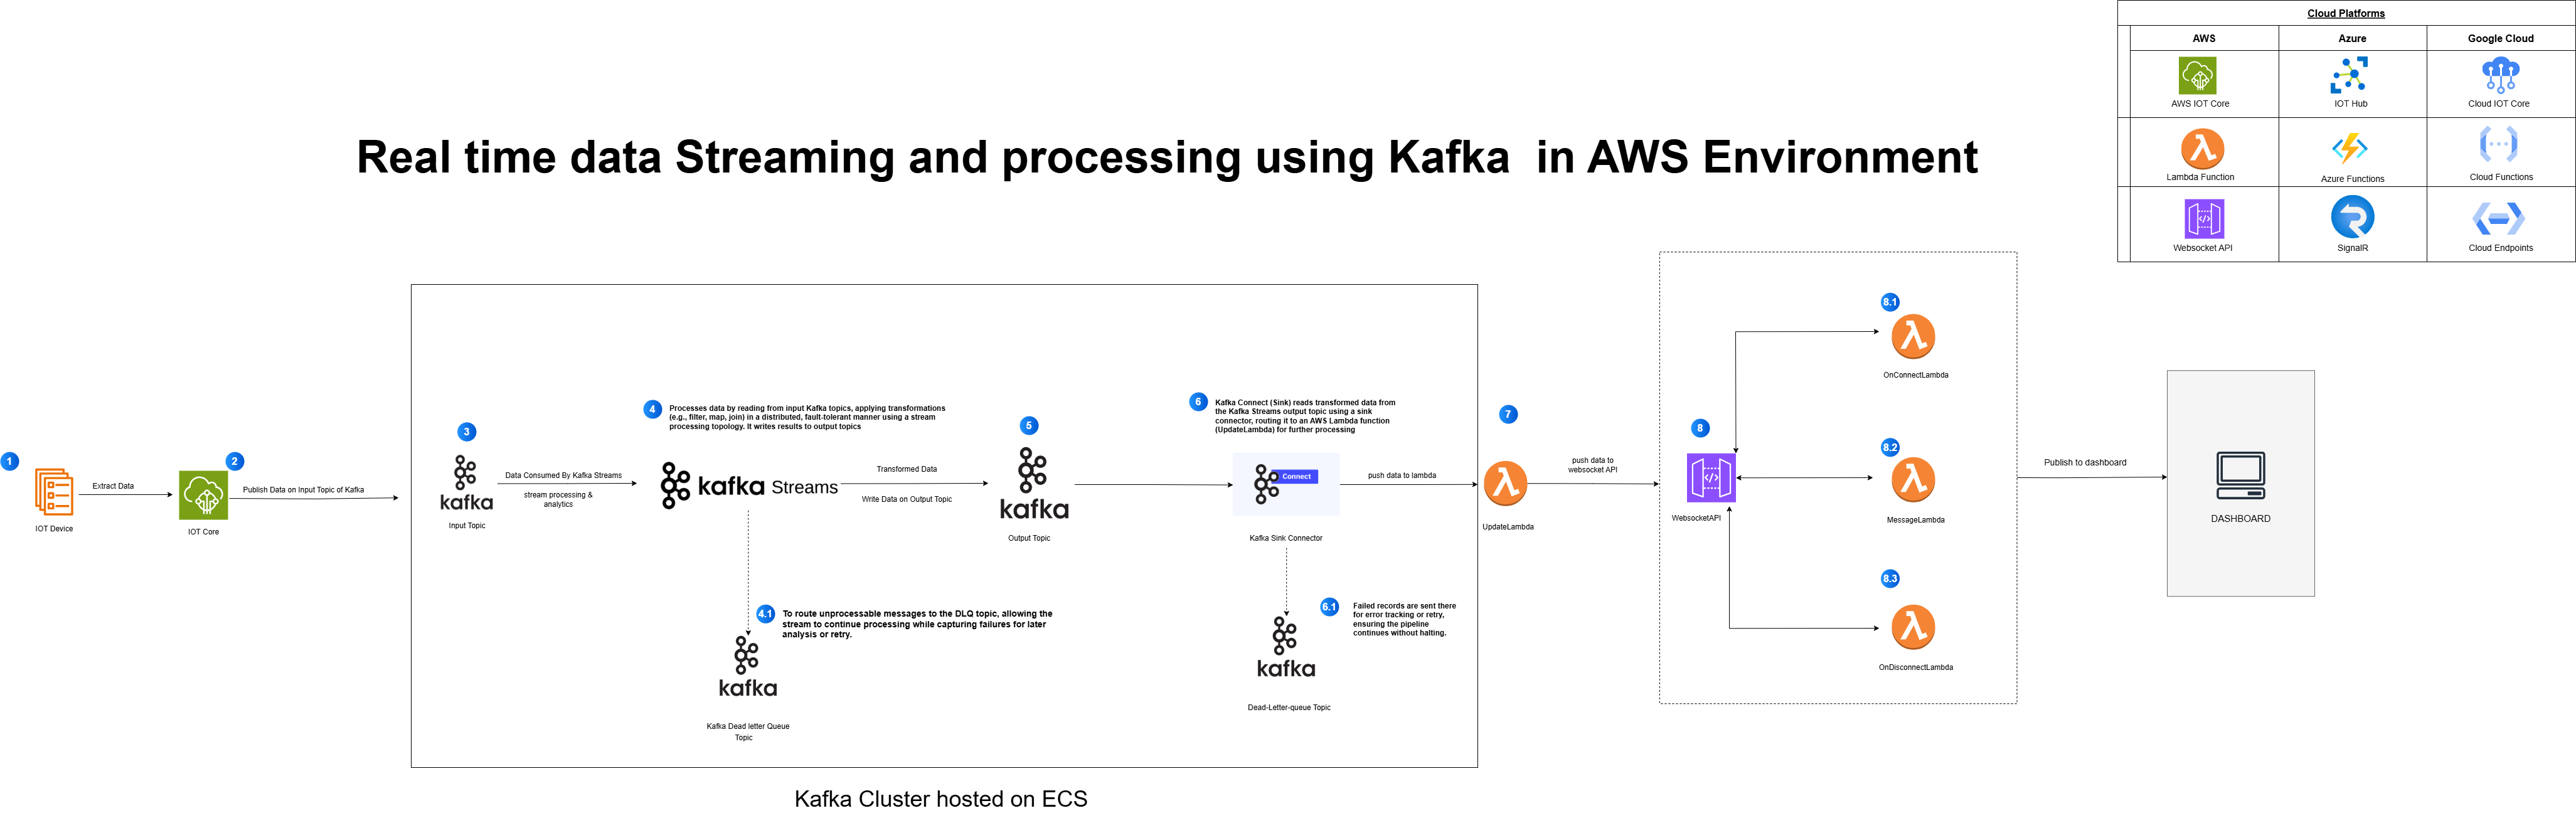 Cloud Platforms
AWS
Azure
Google Cloud
AWS IOT Core
IOT Hub
Cloud IOT Core
Lambda Function
Azure Functions
Cloud Functions
Websocket API
SignalR
Cloud Endpoints
Real time data Streaming and processing using Kafka in AWS Environment
1
IOT Device
Extract Data
2
IOT Core
Publish Data on Input Topic of Kafka
3
kafka
Input Topic
Data Consumed By Kafka Streams
stream processing &
analytics
4
Processes data by reading from input Kafka topics, applying transformations
(e.g., filter, map, join) in a distributed, fault-tolerant manner using a stream
processing topology. It writes results to output topics
kafka Streams
Transformed Data
Write Data on Output Topic
4.1
To route unprocessable messages to the DLQ topic, allowing the
stream to continue processing while capturing failures for later
analysis or retry.
kafka
Kafka Dead letter Queue
Topic
5
kafka
Output Topic
6
Kafka Connect (Sink) reads transformed data from
the Kafka Streams output topic using a sink
connector, routing it to an AWS Lambda function
(UpdateLambda) for further processing
Connect
Kafka Sink Connector
push data to lambda
6.1
Failed records are sent there
for error tracking or retry,
ensuring the pipeline
continues without halting.
kafka
Dead-Letter-queue Topic
Kafka Cluster hosted on ECS
7
UpdateLambda
push data to
websocket API
8
WebsocketAPI
8.1
OnConnectLambda
8.2
MessageLambda
8.3
OnDisconnectLambda
Publish to dashboard
DASHBOARD